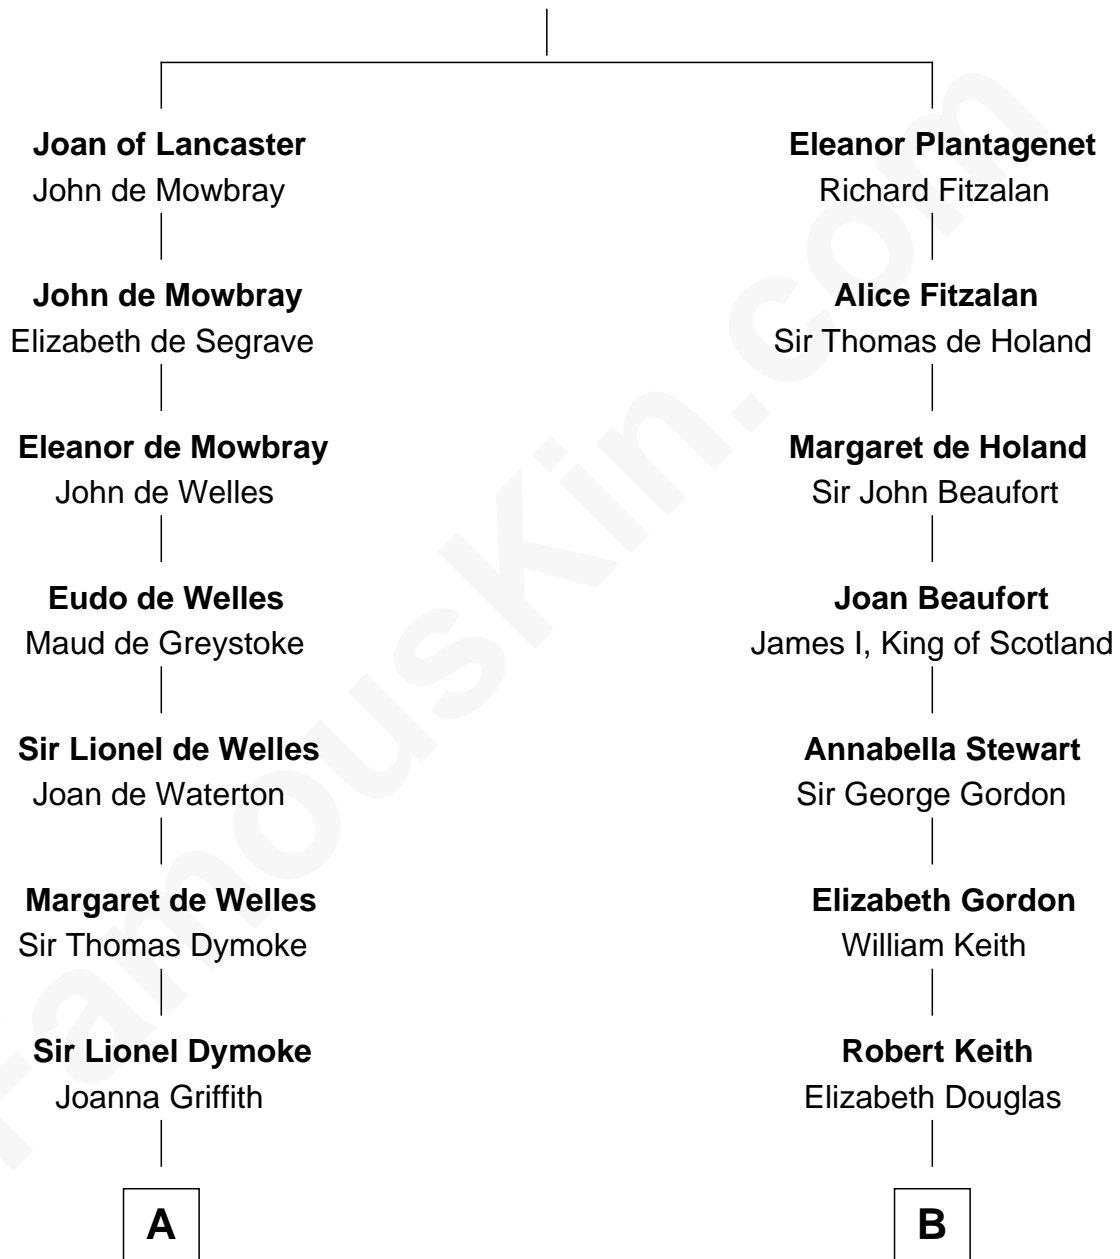 Joan of Lancaster
John de Mowbray
John de Mowbray
Elizabeth de Segrave
Eleanor de Mowbray
John de Welles
Eudo de Welles
Maud de Greystoke
Sir Lionel de Welles
Joan de Waterton
Margaret de Welles
Sir Thomas Dymoke
Sir Lionel Dymoke
Joanna Griffith
A
Eleanor Plantagenet
Richard Fitzalan
Alice Fitzalan
Sir Thomas de Holand
Margaret de Holand
Sir John Beaufort
Joan Beaufort
James I, King of Scotland
Annabella Stewart
Sir George Gordon
Elizabeth Gordon
William Keith
Robert Keith
Elizabeth Douglas
B
FamousKin.com